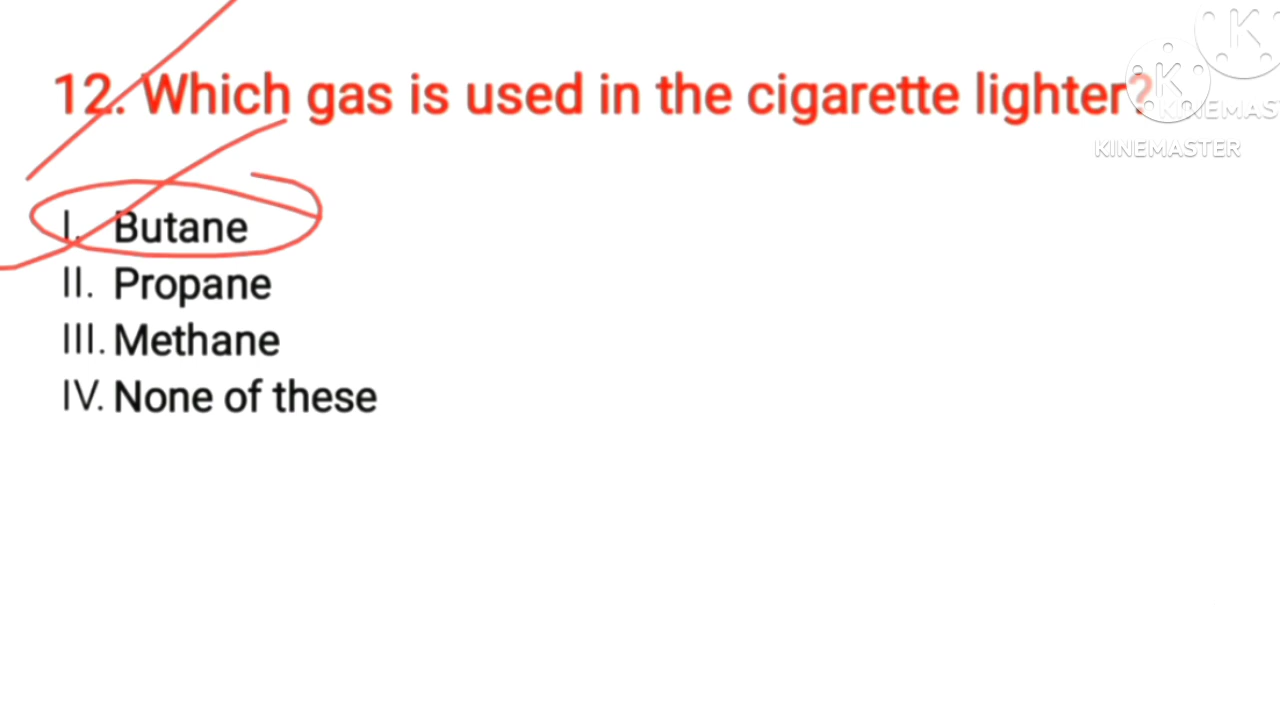 12. Which gas is used in the cigarette lighter?
I. Butane
II. Propane
III. Methane
IV. None of these
K
K
KINEMAS
KINEMASTER